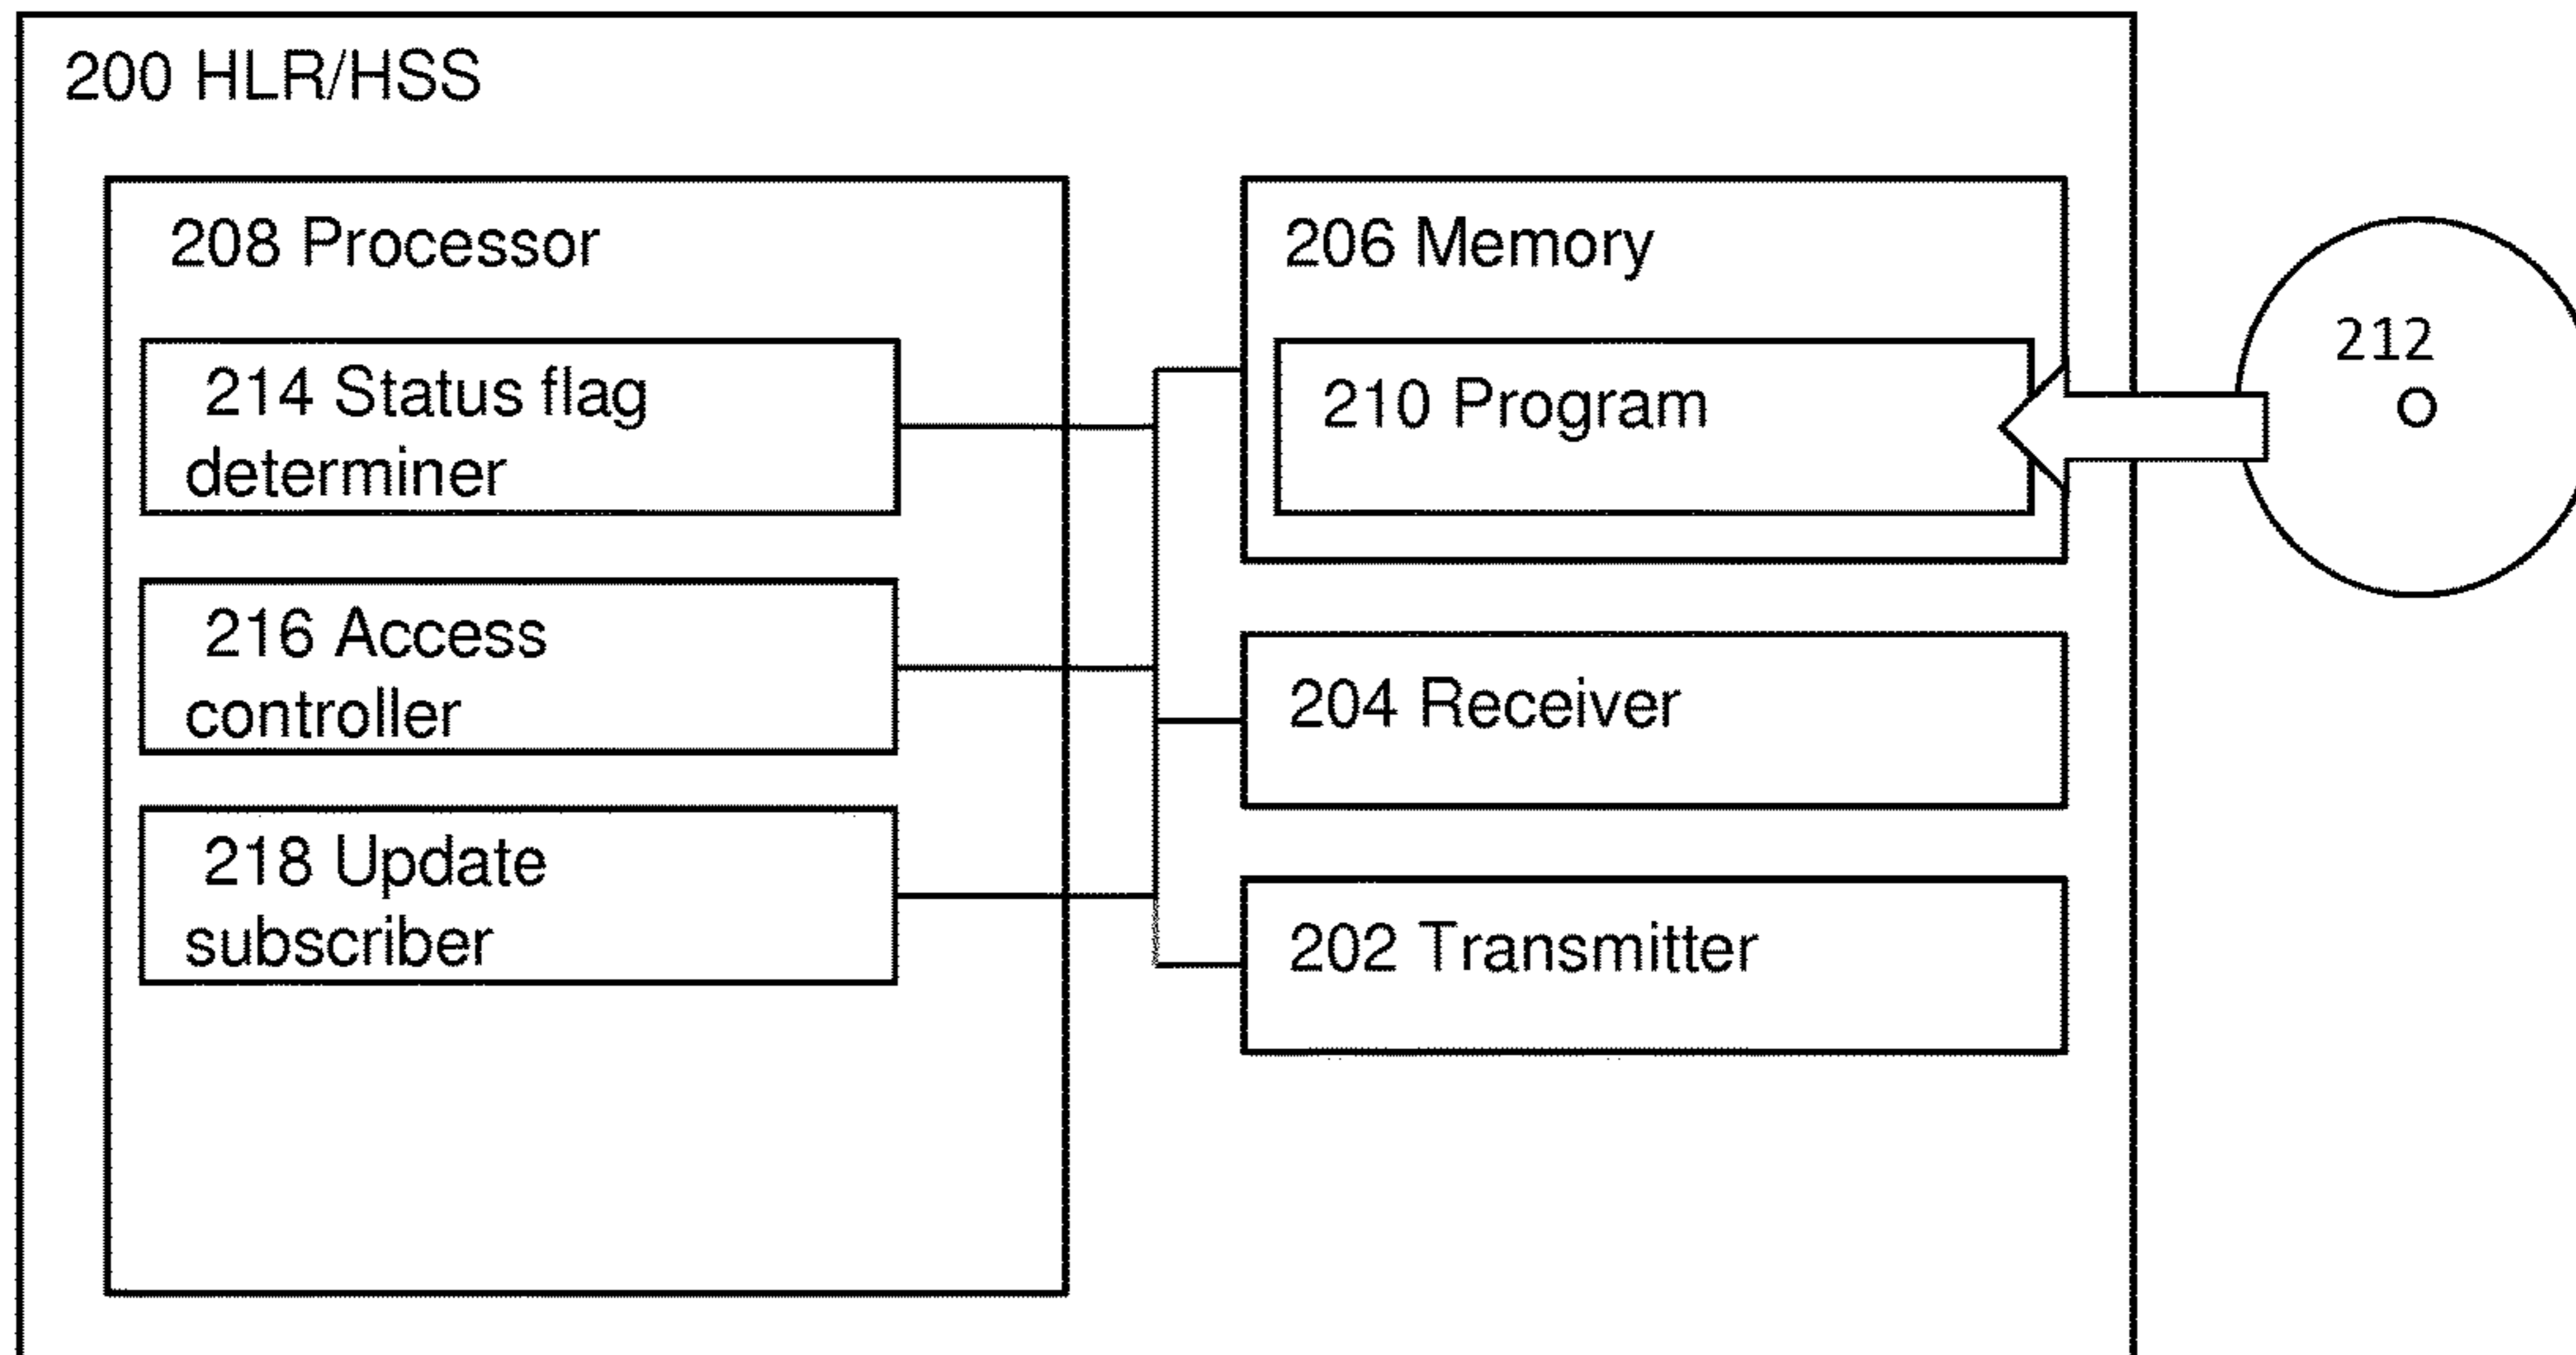 200 HLR/HSS
208 Processor
214 Status flag
determiner
216 Access
controller
218 Update
subscriber
206 Memory
210 Program
204 Receiver
202 Transmitter
212